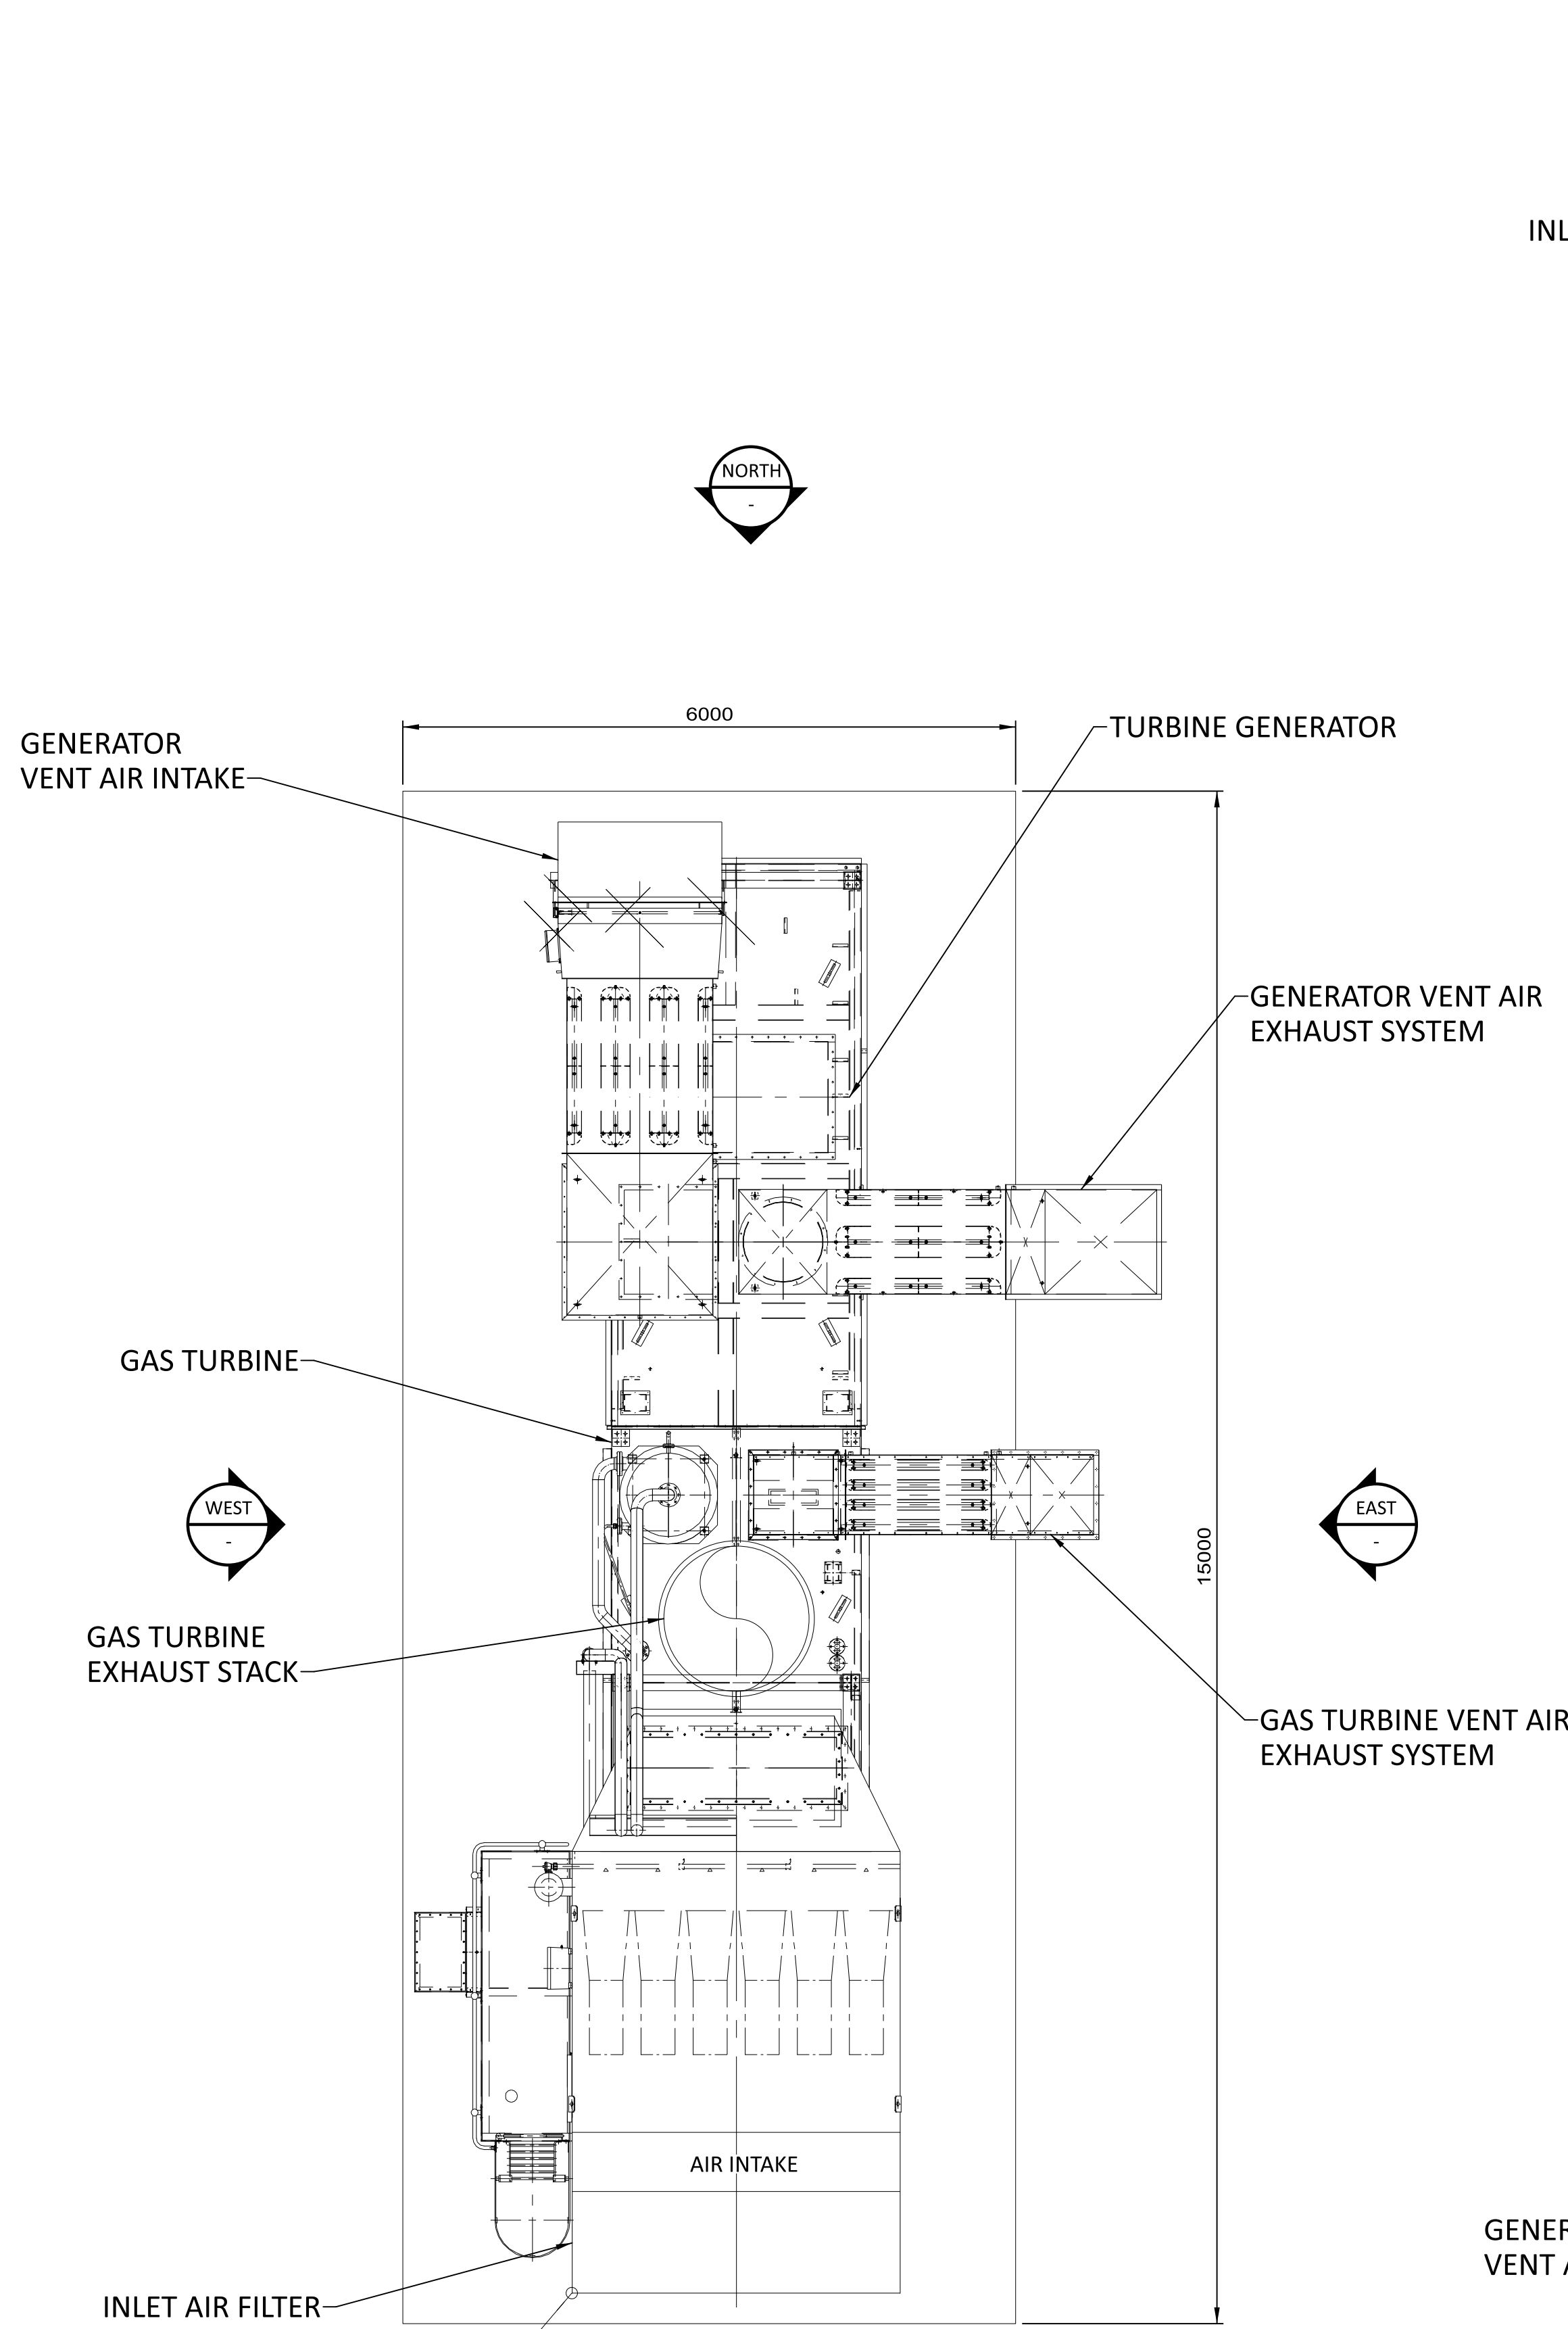 INL
NORTH
-
6000
GENERATOR
VENT AIR INTAKE
TURBINE GENERATOR
GENERATOR VENT AIR
EXHAUST SYSTEM
GAS TURBINE
WEST
-
EAST
-
15000
GAS TURBINE
EXHAUST STACK
GAS TURBINE VENT AIR
EXHAUST SYSTEM
AIR INTAKE
GENER
VENT A
INLET AIR FILTER